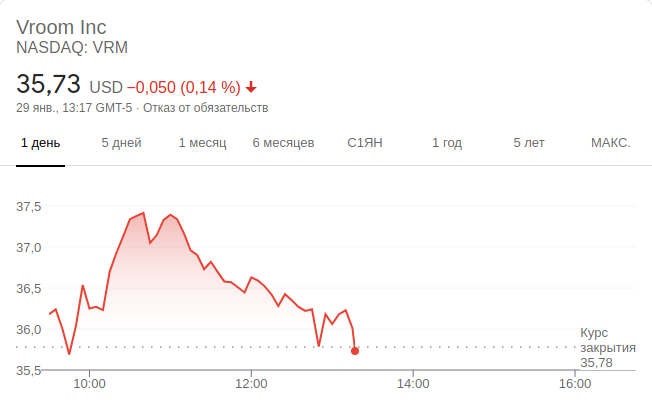 Vroom Inc
NASDAQ: VRM
35,73 USD −0,050 (0,14 %)
29 янв., 13:17 GMT-5 · Отказ от обязательств
1 день 5 дней 1 месяц 6 месяцев С1ЯН 1 год 5 лет МАКС.
37,5
37,0
36,5
36,0
35,5
Курс
закрытия
35,78
10:00 12:00 14:00 16:00